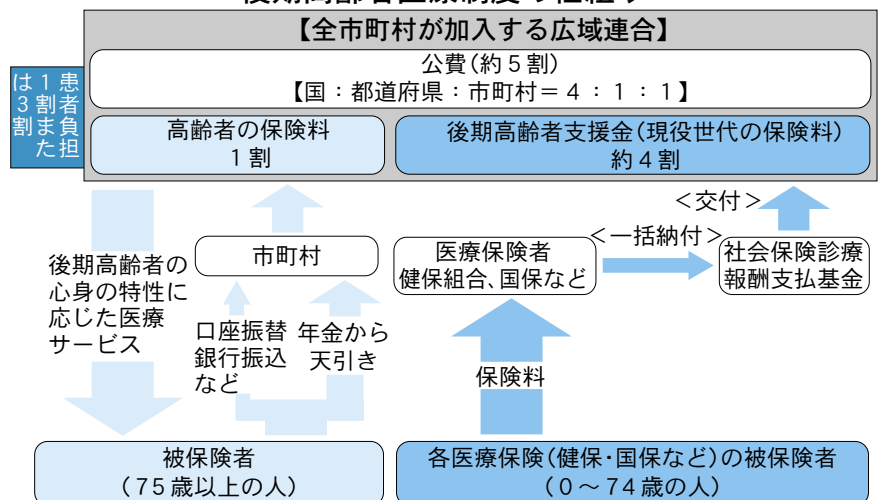 【全市町村が加入する広域連合】
公費(約5割)
【国:都道府県:市町村=4:1:1】
患者負担
1割また
は3割
高齢者の保険料
1割
後期高齢者支援金(現役世代の保険料)
約4割
<交付>
市町村
医療保険者
健保組合、国保など
<一括納付>
社会保険診療
報酬支払基金
後期高齢者の
心身の特性に
応じた医療
サービス
口座振替
銀行振込
など
年金から
天引き
保険料
被保険者
(75歳以上の人)
各医療保険(健保・国保など)の被保険者
(0～74歳の人)